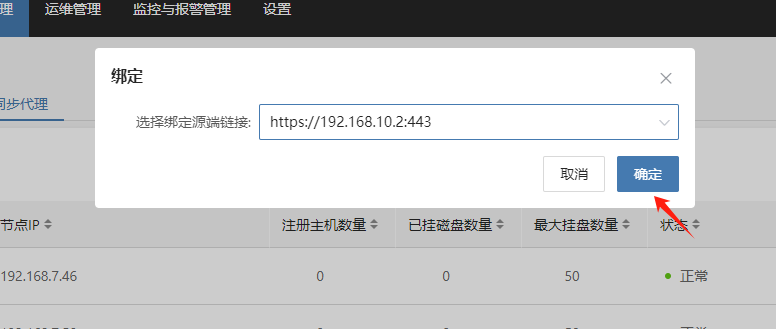 理 运维管理 监控与报警管理 设置
绑定
同步代理
选择绑定源端链接: https://192.168.10.2:443
取消 确定
节点IP 注册主机数量 已挂磁盘数量 最大挂盘数量 状态
192.168.7.46 0 0 50 正常